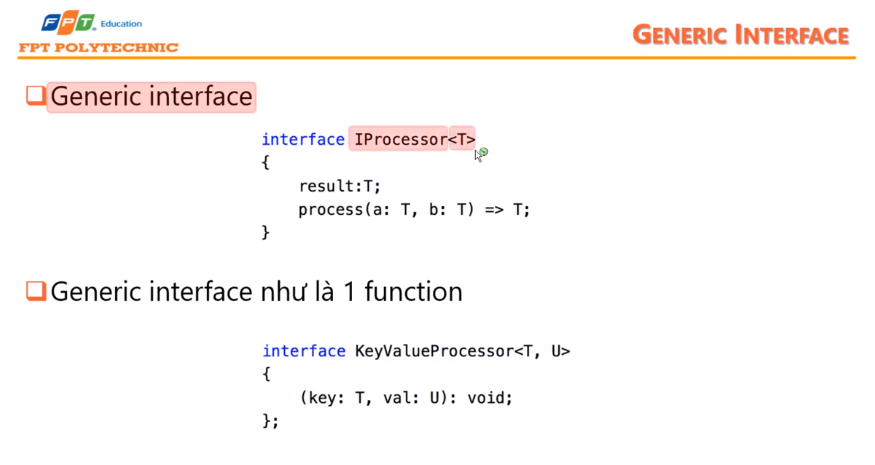 FPT. Education
FPT POLYTECHNIC
GENERIC INTERFACE
Generic interface
interface IProcessor<T>
{
result:T;
process(a: T, b: T) => T;
}
Generic interface như là 1 function
interface KeyValueProcessor<T, U>
{
(key: T, val: U): void;
};